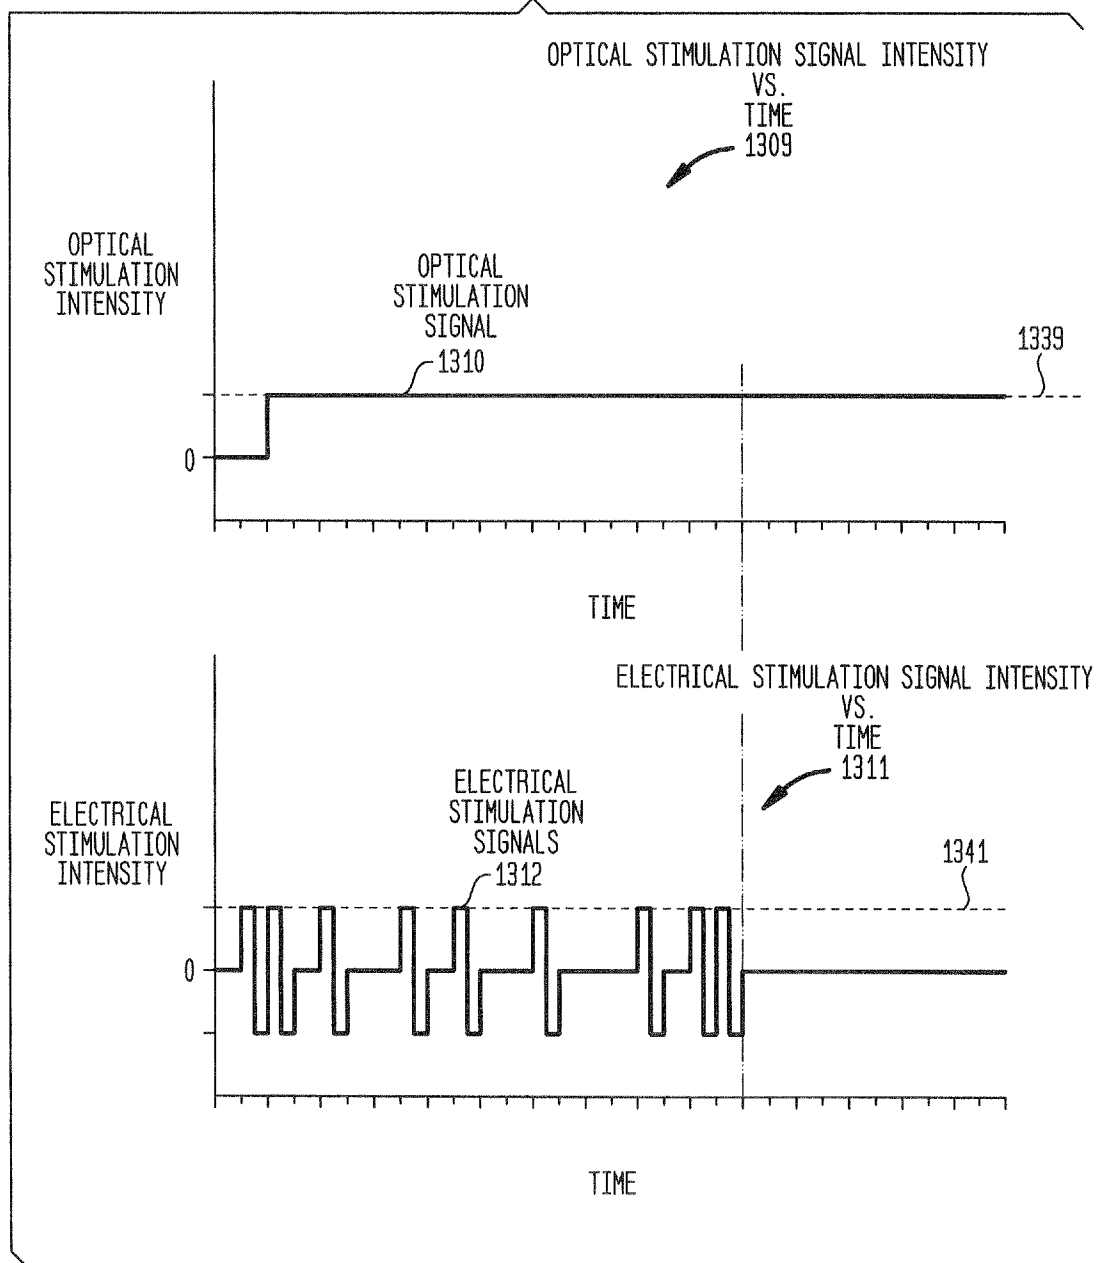 OPTICAL STIMULATION SIGNAL INTENSITY
VS.
TIME
1309
OPTICAL
STIMULATION
INTENSITY
OPTICAL
STIMULATION
SIGNAL
1310
1339
0
TIME
ELECTRICAL STIMULATION SIGNAL INTENSITY
VS.
TIME
1311
ELECTRICAL
STIMULATION
INTENSITY
ELECTRICAL
STIMULATION
SIGNALS
1312
1341
0
TIME